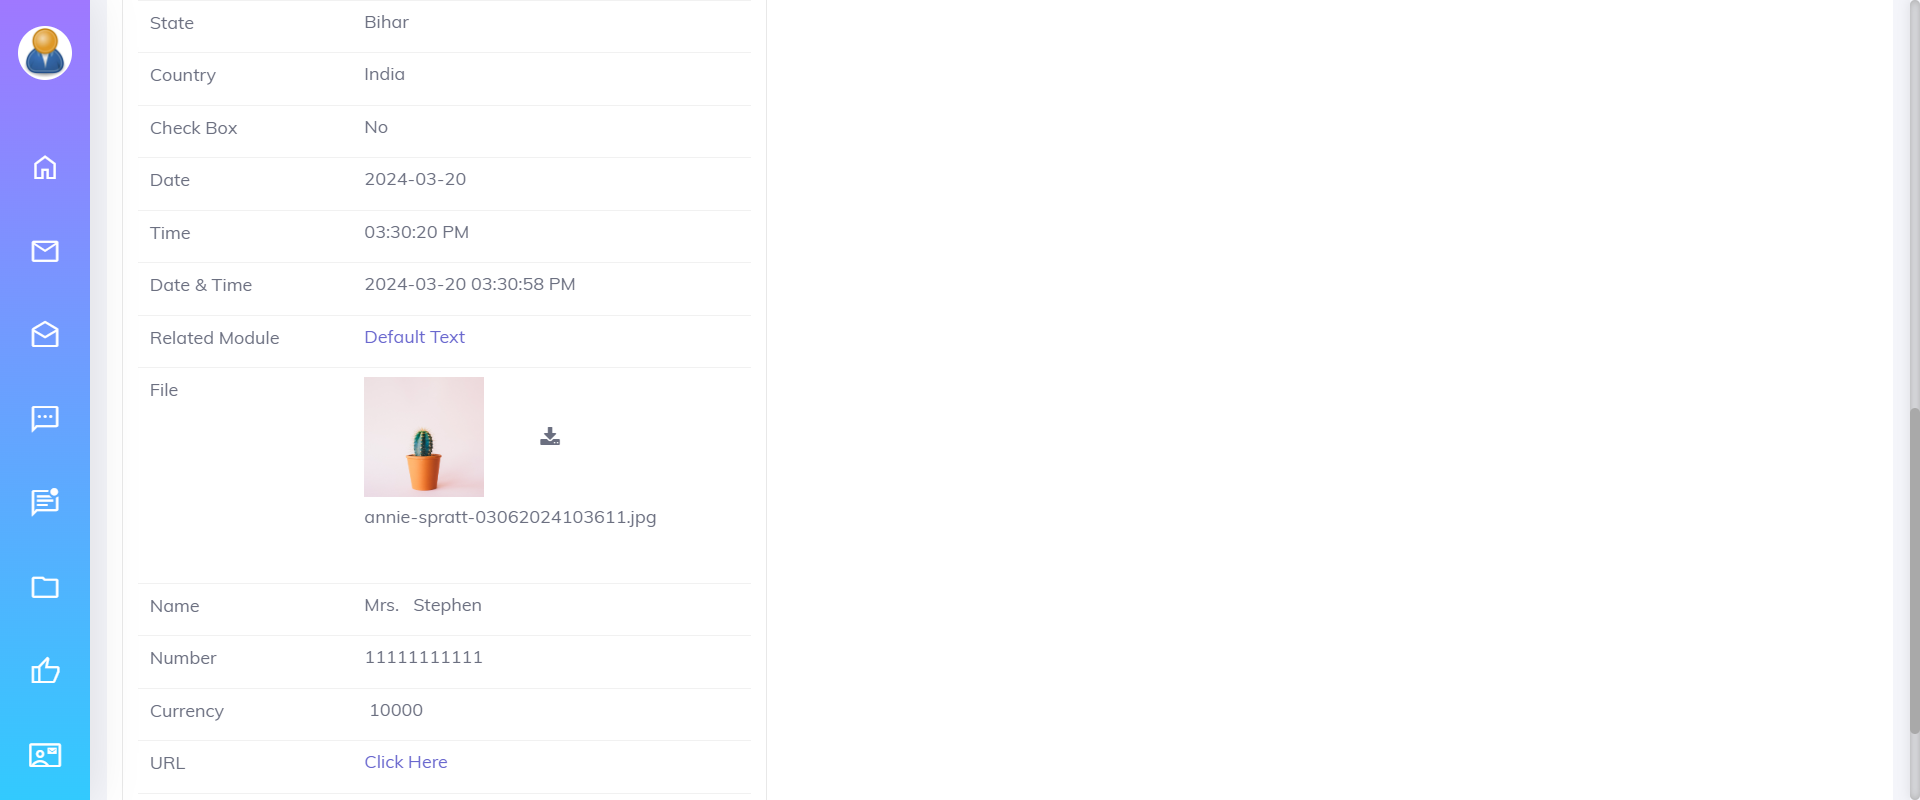 State Bihar
Country India
Check Box No
Date 2024-03-20
Time 03:30:20 PM
Date & Time 2024-03-20 03:30:58 PM
Related Module Default Text
File
annie-spratt-03062024103611.jpg
Name Mrs. Stephen
Number 11111111111
Currency 10000
URL Click Here